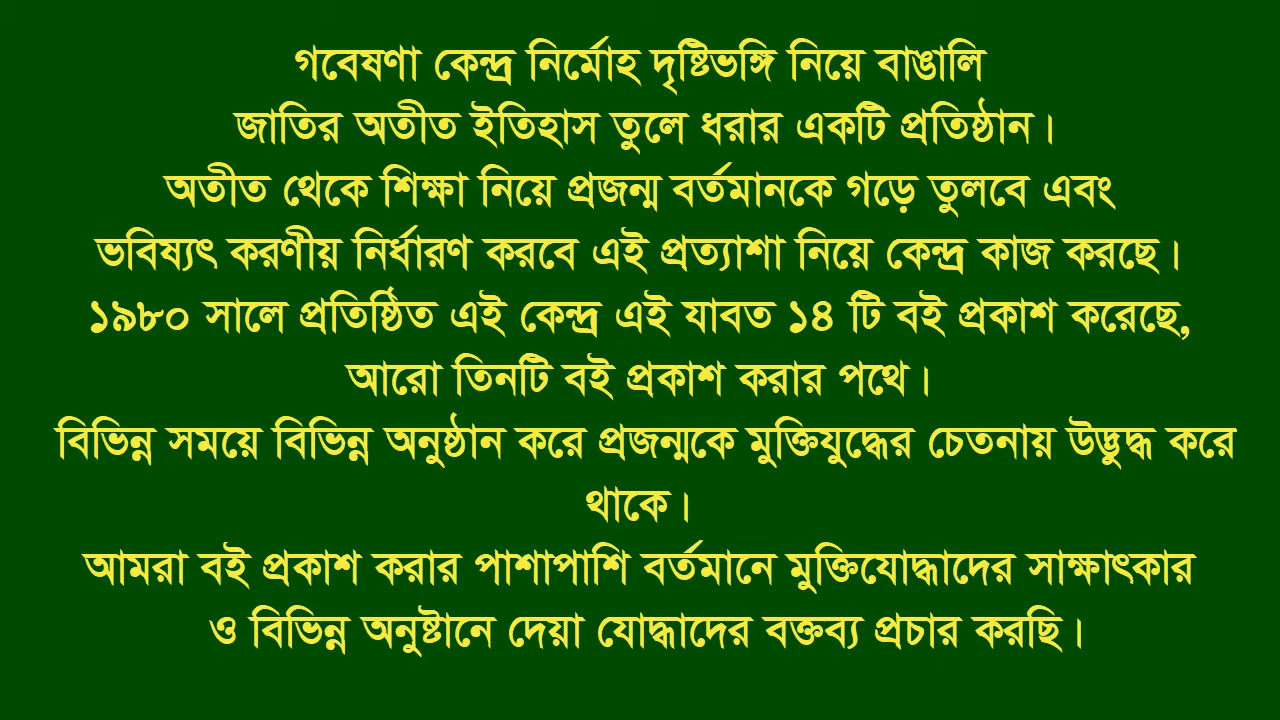 গবেষণা কেন্দ্র নির্মোহ দৃষ্টিভঙ্গি নিয়ে বাঙালি
জাতির অতীত ইতিহাস তুলে ধরার একটি প্রতিষ্ঠান।
অতীত থেকে শিক্ষা নিয়ে প্রজন্ম বর্তমানকে গড়ে তুলবে এবং
ভবিষ্যৎ করণীয় নির্ধারণ করবে এই প্রত্যাশা নিয়ে কেন্দ্র কাজ করছে।
১৯৮০ সালে প্রতিষ্ঠিত এই কেন্দ্র এই যাবত ১৪ টি বই প্রকাশ করেছে,
আরো তিনটি বই প্রকাশ করার পথে।
বিভিন্ন সময়ে বিভিন্ন অনুষ্ঠান করে প্রজন্মকে মুক্তিযুদ্ধের চেতনায় উদ্ভুদ্ধ করে
থাকে।
আমরা বই প্রকাশ করার পাশাপাশি বর্তমানে মুক্তিযোদ্ধাদের সাক্ষাৎকার
ও বিভিন্ন অনুষ্টানে দেয়া যোদ্ধাদের বক্তব্য প্রচার করছি।